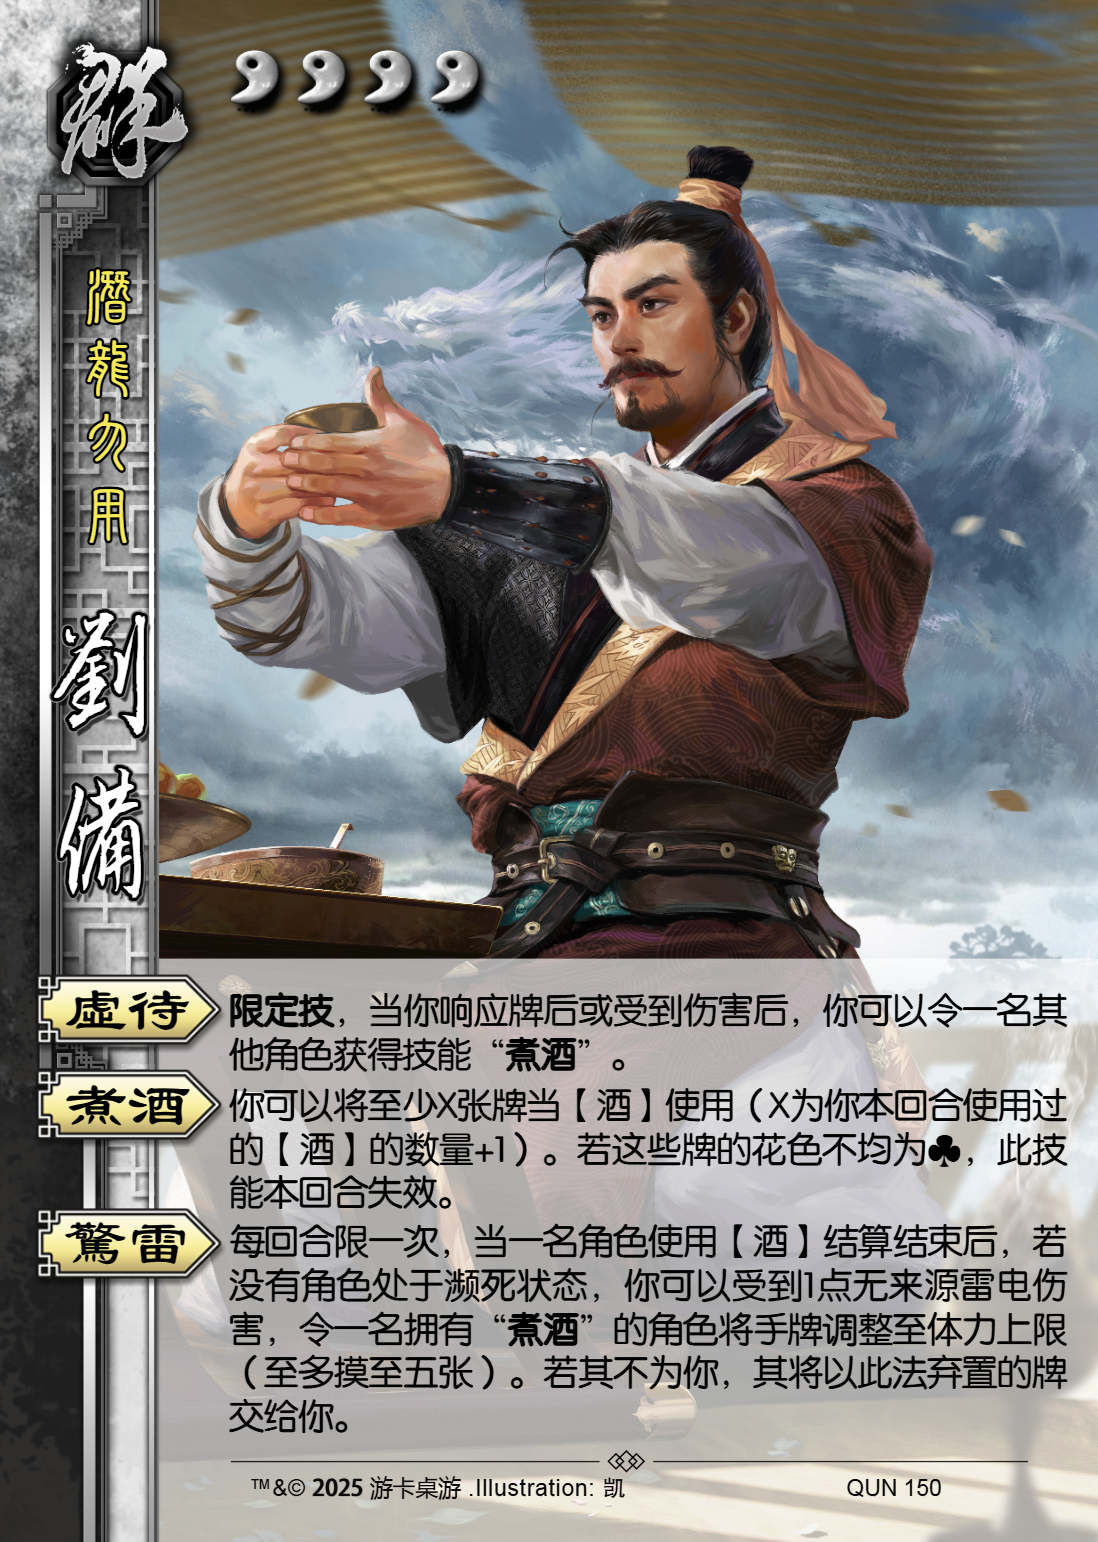 群
潛龍勿用
劉備
虛待
限定技，当你响应牌后或受到伤害后，你可以令一名其
他角色获得技能“煮酒”。
煮酒
你可以将至少X张牌当【酒】使用（X为你本回合使用过
的【酒】的数量+1）。若这些牌的花色不均为♣，此技
能本回合失效。
驚雷
每回合限一次，当一名角色使用【酒】结算结束后，若
没有角色处于濒死状态，你可以受到1点无来源雷电伤
害，令一名拥有“煮酒”的角色将手牌调整至体力上限
（至多摸至五张）。若其不为你，其将以此法弃置的牌
交给你。
™&© 2025 游卡桌游 .Illustration: 凯
QUN 150